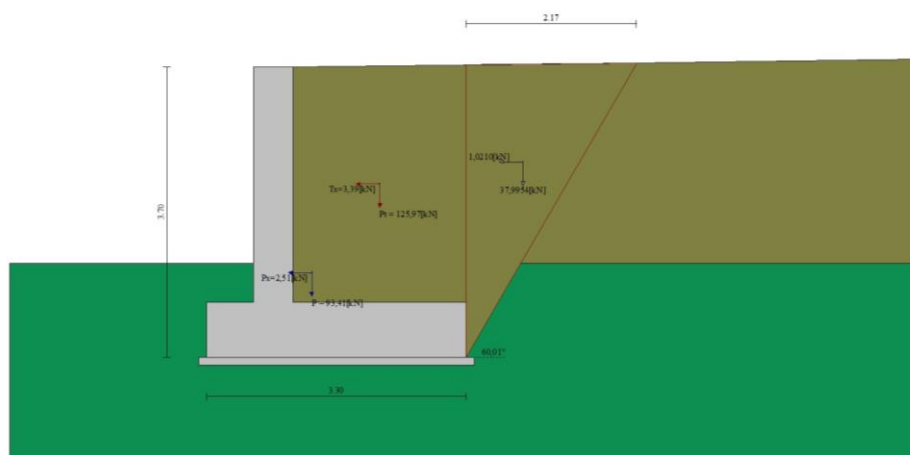 2.17
1,0210[kN]
37,9954[kN]
Ts=3,39[kN]
Pt = 125,97[kN]
3.70
Ps=2,51[kN]
P = 93,41[kN]
60,01°
3.30